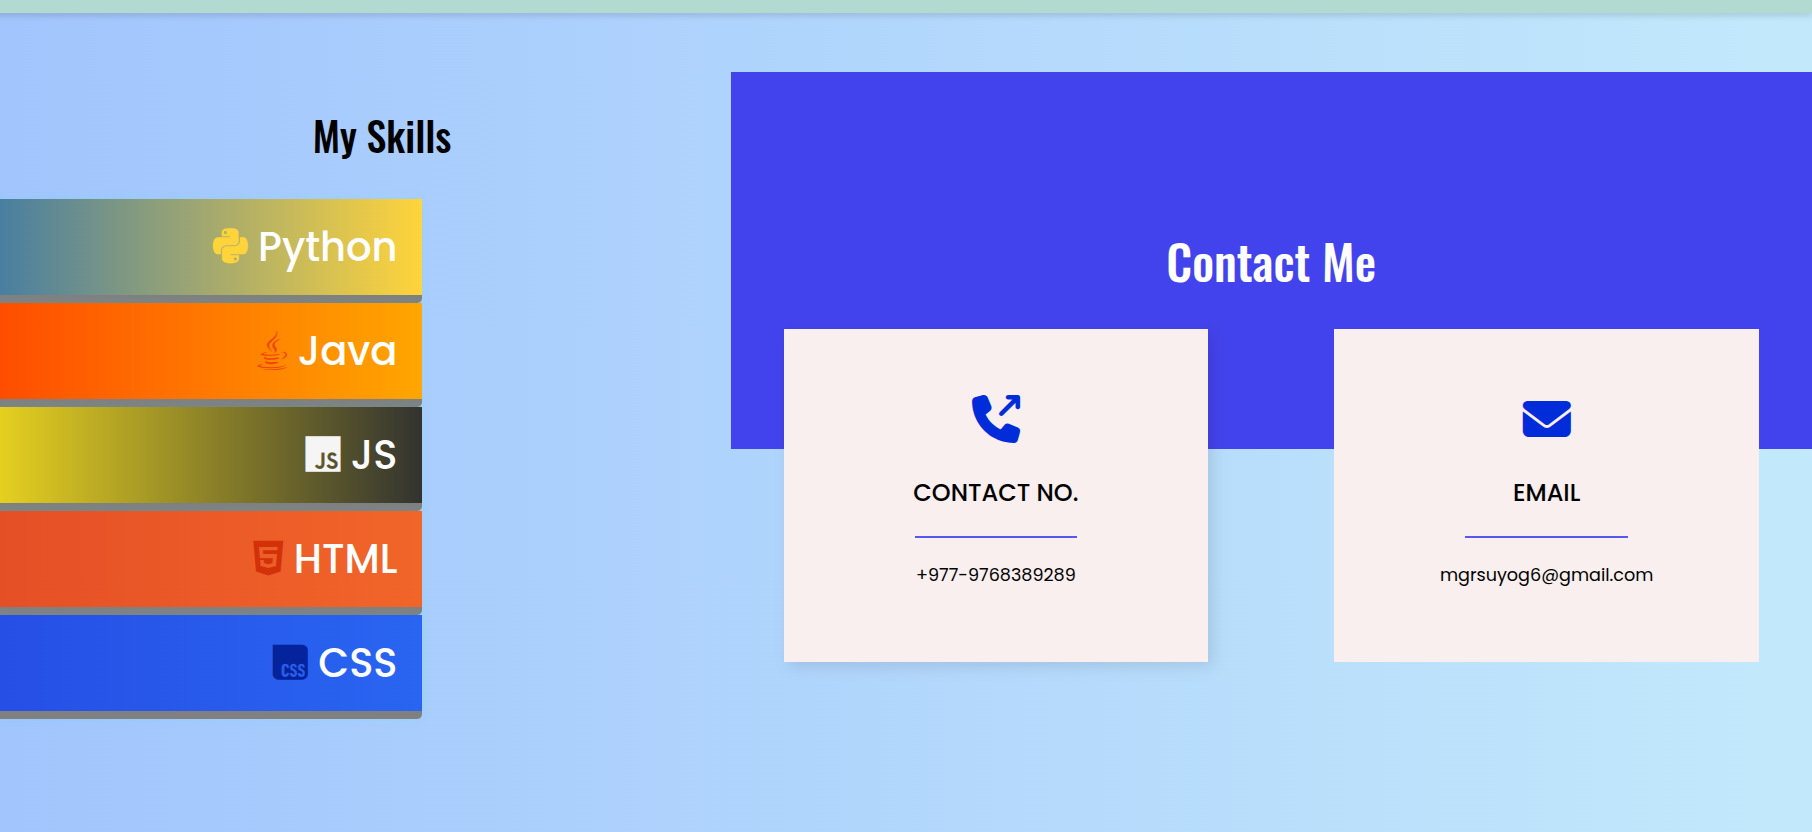 My Skills
Python
Java
JS JS
HTML
CSS CSS
Contact Me
CONTACT NO.
+977-9768389289
EMAIL
mgrsuyog6@gmail.com